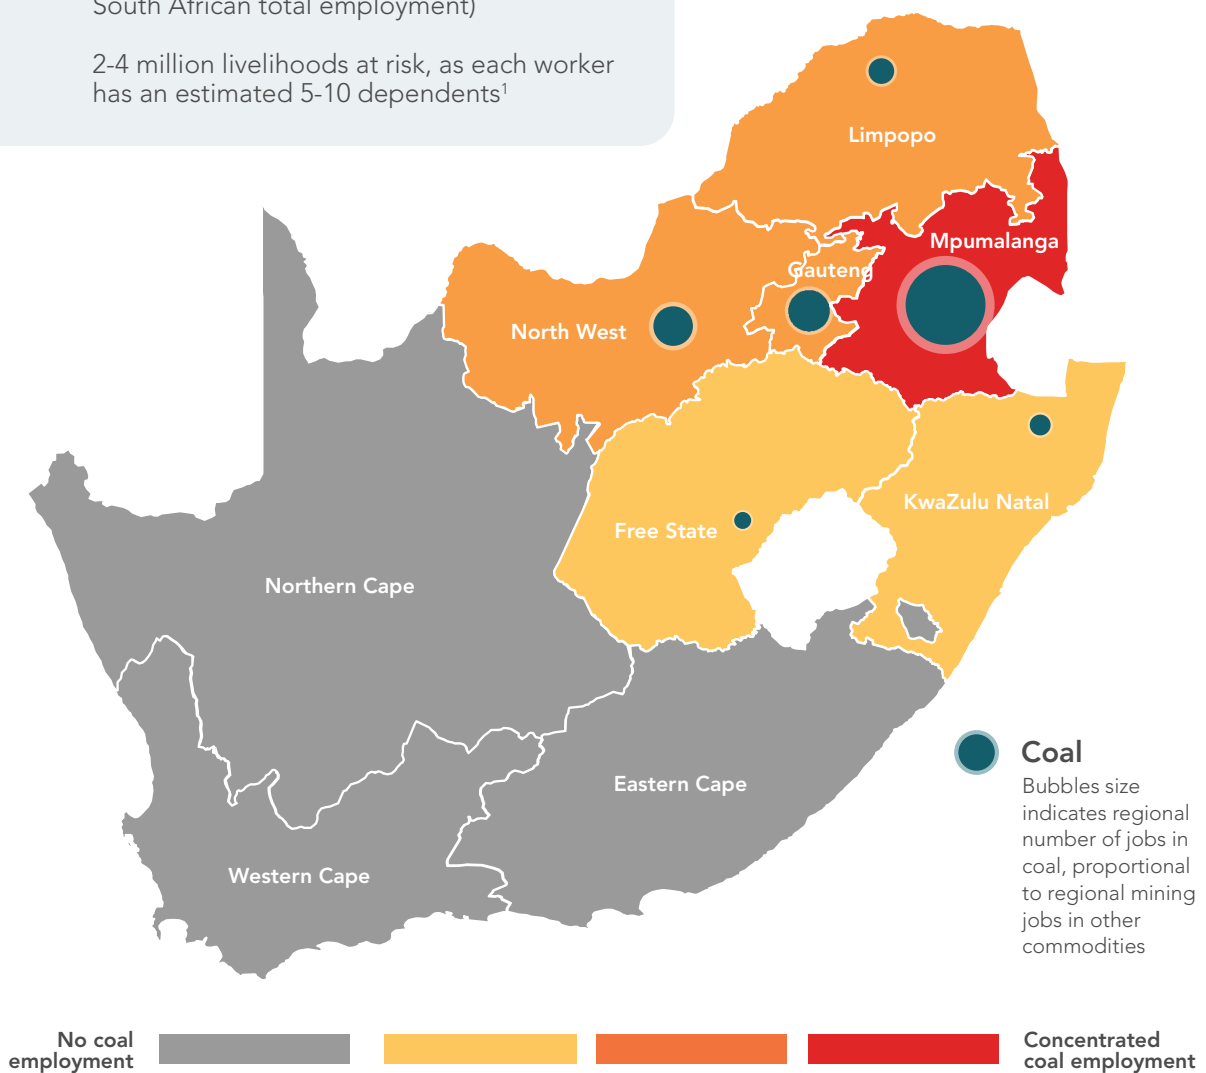 South African total employment)
2-4 million livelihoods at risk, as each worker
has an estimated 5-10 dependents¹
Limpopo
Mpumalanga
Gauteng
North West
KwaZulu Natal
Free State
Northern Cape
Eastern Cape
Western Cape
Coal
Bubbles size
indicates regional
number of jobs in
coal, proportional
to regional mining
jobs in other
commodities
No coal
employment
Concentrated
coal employment